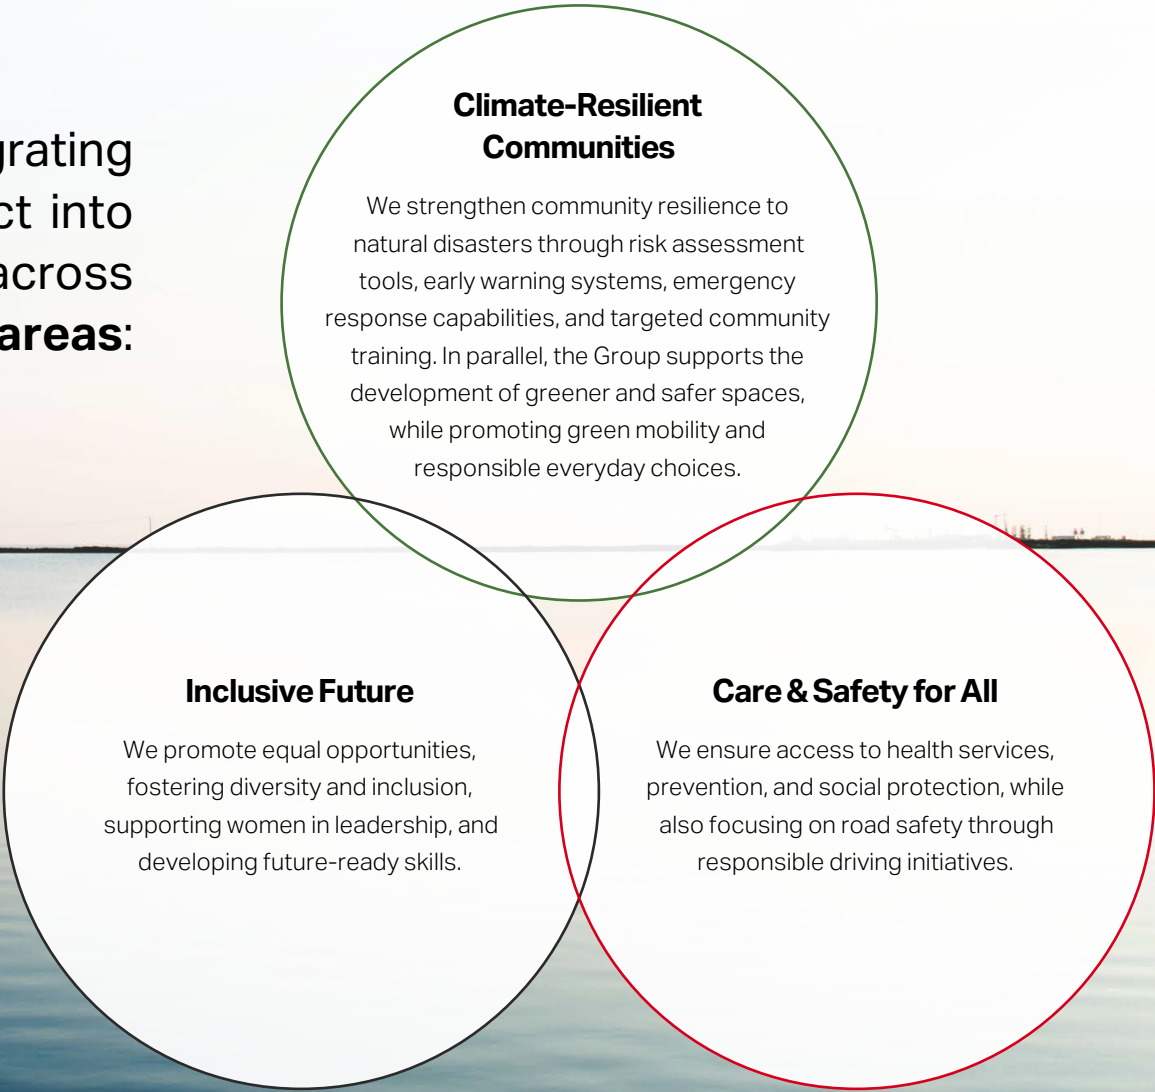 grating
ct into
across
areas:
Climate-Resilient
Communities
We strengthen community resilience to
natural disasters through risk assessment
tools, early warning systems, emergency
response capabilities, and targeted community
training. In parallel, the Group supports the
development of greener and safer spaces,
while promoting green mobility and
responsible everyday choices.
Inclusive Future
We promote equal opportunities,
fostering diversity and inclusion,
supporting women in leadership, and
developing future-ready skills.
Care & Safety for All
We ensure access to health services,
prevention, and social protection, while
also focusing on road safety through
responsible driving initiatives.